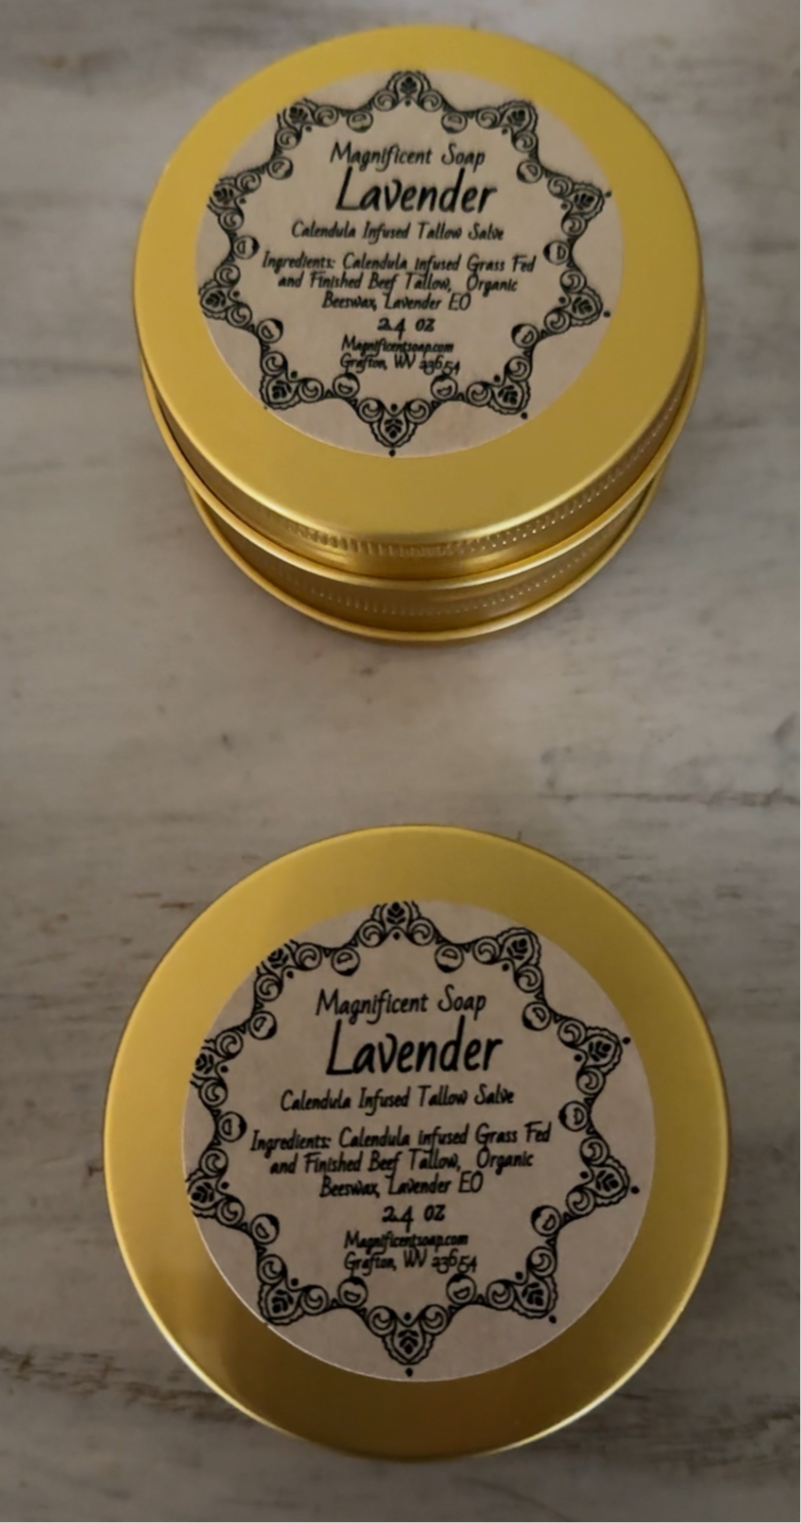 Magnificent Soap
Lavender
Calendula Infused Tallow Salve
Ingredients: Calendula infused Grass Fed
and Finished Beef Tallow, Organic
Beeswax, Lavender EO
2.4 oz
Magnificentsoap.com
Grafton, WV 23654
Magnificent Soap
Lavender
Calendula Infused Tallow Salve
Ingredients: Calendula infused Grass Fed
and Finished Beef Tallow, Organic
Beeswax, Lavender EO
2.4 oz
Magnificentsoap.com
Grafton, WV 23654